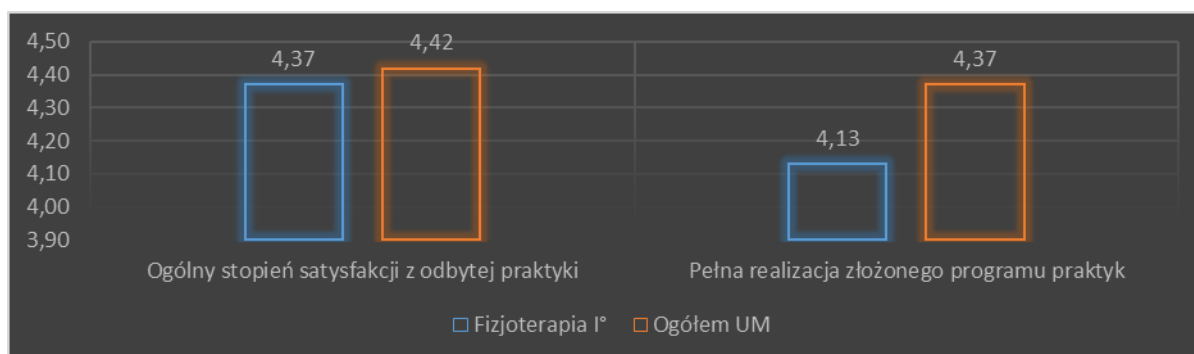 4,50
4,40
4,30
4,20
4,10
4,00
3,90
4,37
4,42
4,13
4,37
Ogólny stopień satysfakcji z odbytej praktyki
Pełna realizacja złożonego programu praktyk
Fizjoterapia I°
Ogółem UM